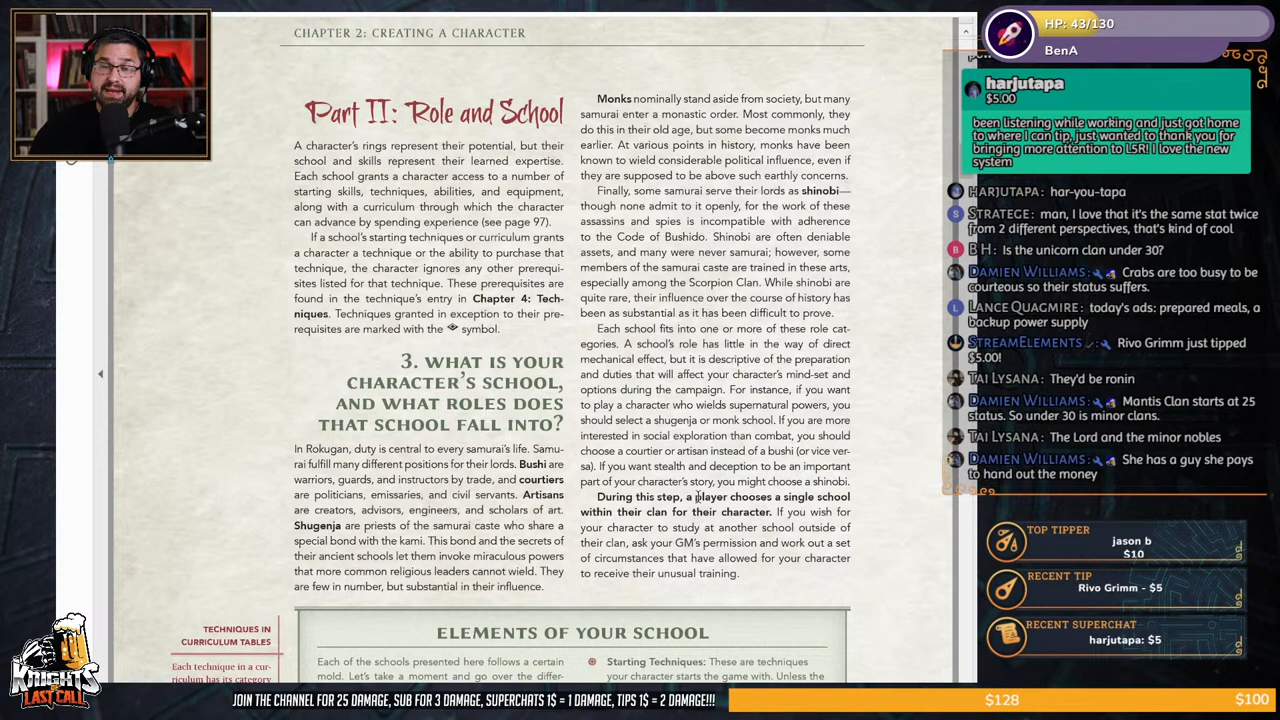 CHAPTER 2: CREATING A CHARACTER
Part II: Role and School
A character's rings represent their potential, but their
school and skills represent their learned expertise.
Each school grants a character access to a number of
starting skills, techniques, abilities, and equipment,
along with a curriculum through which the character
can advance by spending experience (see page 97).
If a school's starting techniques or curriculum grants
a character a technique or the ability to purchase that
technique, the character ignores any other prerequi-
sites listed for that technique. These prerequisites are
found in the technique's entry in Chapter 4: Tech-
niques. Techniques granted in exception to their pre-
requisites are marked with the symbol.
3. WHAT IS YOUR
CHARACTER'S SCHOOL,
AND WHAT ROLES DOES
THAT SCHOOL FALL INTO?
In Rokugan, duty is central to every samurai's life. Samu-
rai fulfill many different positions for their lords. Bushi are
warriors, guards, and instructors by trade, and courtiers
are politicians, emissaries, and civil servants. Artisans
are creators, advisors, engineers, and scholars of art.
Shugenja are priests of the samurai caste who share a
special bond with the kami. This bond and the secrets of
their ancient schools let them invoke miraculous powers
that more common religious leaders cannot wield. They
are few in number, but substantial in their influence.
Monks nominally stand aside from society, but many
samurai enter a monastic order. Most commonly, they
do this in their old age, but some become monks much
earlier. At various points in history, monks have been
known to wield considerable political influence, even if
they are supposed to be above such earthly concerns.
Finally, some samurai serve their lords as shinobi—
though none admit to it openly, for the work of these
assassins and spies is incompatible with adherence
to the Code of Bushido. Shinobi are often deniable
assets, and many were never samurai; however, some
members of the samurai caste are trained in these arts,
especially among the Scorpion Clan. While shinobi are
quite rare, their influence over the course of history has
been as substantial as it has been difficult to prove.
Each school fits into one or more of these role cat-
egories. A school's role has little in the way of direct
mechanical effect, but it is descriptive of the preparation
and duties that will affect your character's mind-set and
options during the campaign. For instance, if you want
to play a character who wields supernatural powers, you
should select a shugenja or monk school. If you are more
interested in social exploration than combat, you should
choose a courtier or artisan instead of a bushi (or vice ver-
sa). If you want stealth and deception to be an important
part of your character's story, you might choose a shinobi.
During this step, a player chooses a single school
within their clan for their character. If you wish for
your character to study at another school outside of
their clan, ask your GM's permission and work out a set
of circumstances that have allowed for your character
to receive their unusual training.
TECHNIQUES IN
CURRICULUM TABLES
Each technique in a cur-
riculum has its category
ELEMENTS OF YOUR SCHOOL
Each of the schools presented here follows a certain
mold. Let's take a moment and go over the differ-
Starting Techniques: These are techniques
your character starts the game with. Unless the
HP: 43/130
BenA
harjutapa
$5.00
been listening while working and just got home
to where I can tip, just wanted to thank you for
bringing more attention to L5R! I love the new
system
HARJUTAPA: har-you-tapa
S STRATEGE: man, I love that it's the same stat twice
from 2 different perspectives, that's kind of cool
B B H: Is the unicorn clan under 30?
DAMIEN WILLIAMS: Crabs are too busy to be
courteous so their status suffers.
L LANCE QUAGMIRE: today's ads: prepared meals, a
backup power supply
STREAMELEMENTS: Rivo Grimm just tipped
$5.00!
TAI LYSANA: They'd be ronin
DAMIEN WILLIAMS: Mantis Clan starts at 25
status. So under 30 is minor clans.
TAI LYSANA: The Lord and the minor nobles
DAMIEN WILLIAMS: She has a guy she pays
to hand out the money
TOP TIPPER
jason b
$10
RECENT TIP
Rivo Grimm - $5
RECENT SUPERCHAT
harjutapa: $5
KNIGHTS
OF
LAST CALL
JOIN THE CHANNEL FOR 25 DAMAGE, SUB FOR 3 DAMAGE, SUPERCHATS 1$ = 1 DAMAGE, TIPS 1$ = 2 DAMAGE!!!
$128
$100